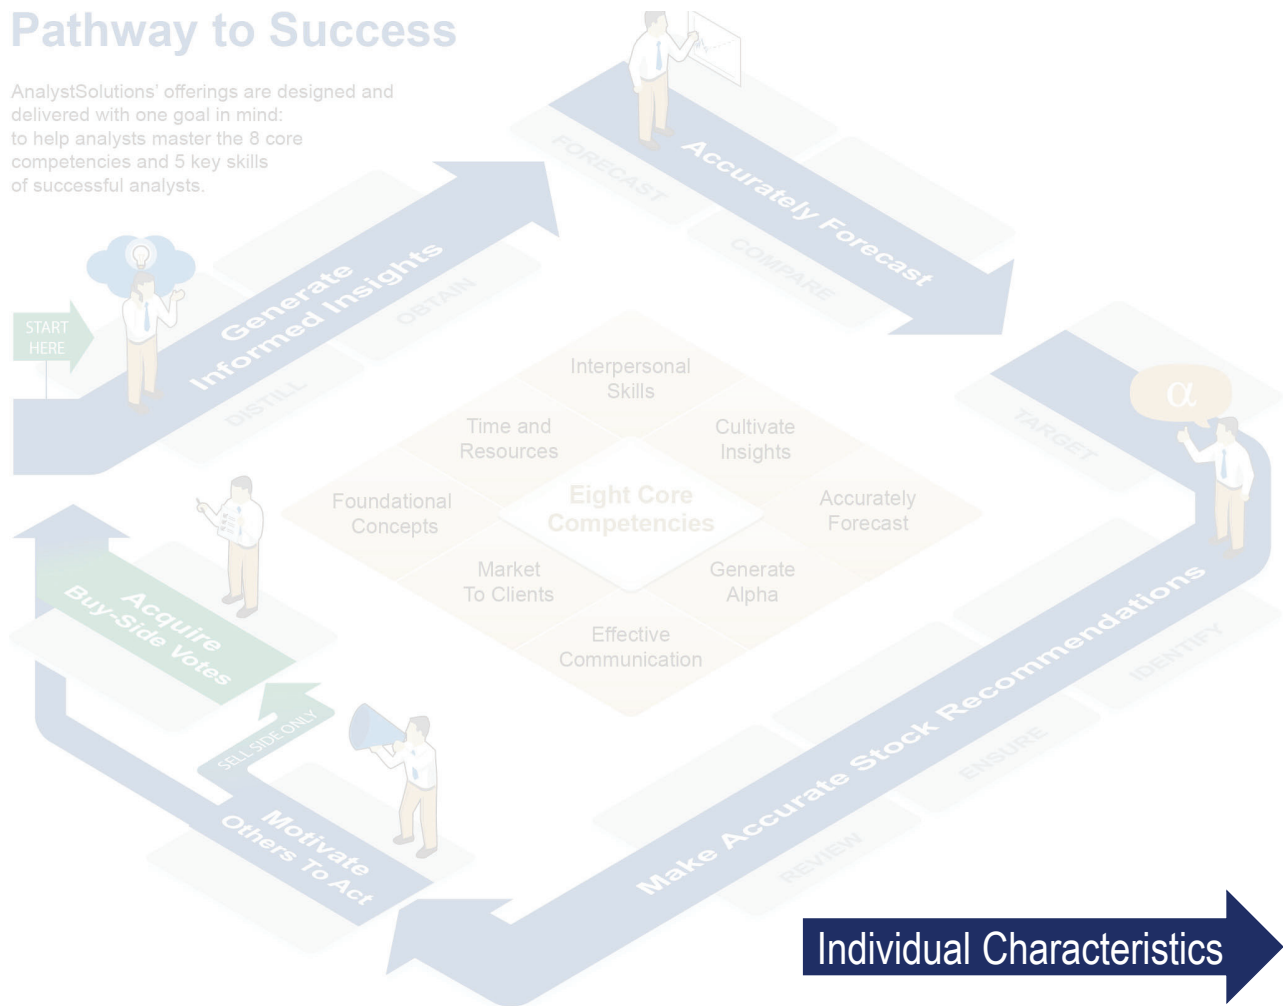 Pathway to Success
AnalystSolutions’ offerings are designed and
delivered with one goal in mind:
to help analysts master the 8 core
competencies and 5 key skills
of successful analysts.
START
HERE
Generate
Informed Insights
DISTILL
OBTAIN
Accurately Forecast
FORECAST
COMPARE
TARGET
α
Make Accurate Stock Recommendations
IDENTIFY
ENSURE
REVIEW
Motivate
Others To Act
SELL SIDE ONLY
Acquire
Buy-Side Votes
Eight Core
Competencies
Interpersonal
Skills
Cultivate
Insights
Accurately
Forecast
Generate
Alpha
Effective
Communication
Market
To Clients
Foundational
Concepts
Time and
Resources
Individual Characteristics